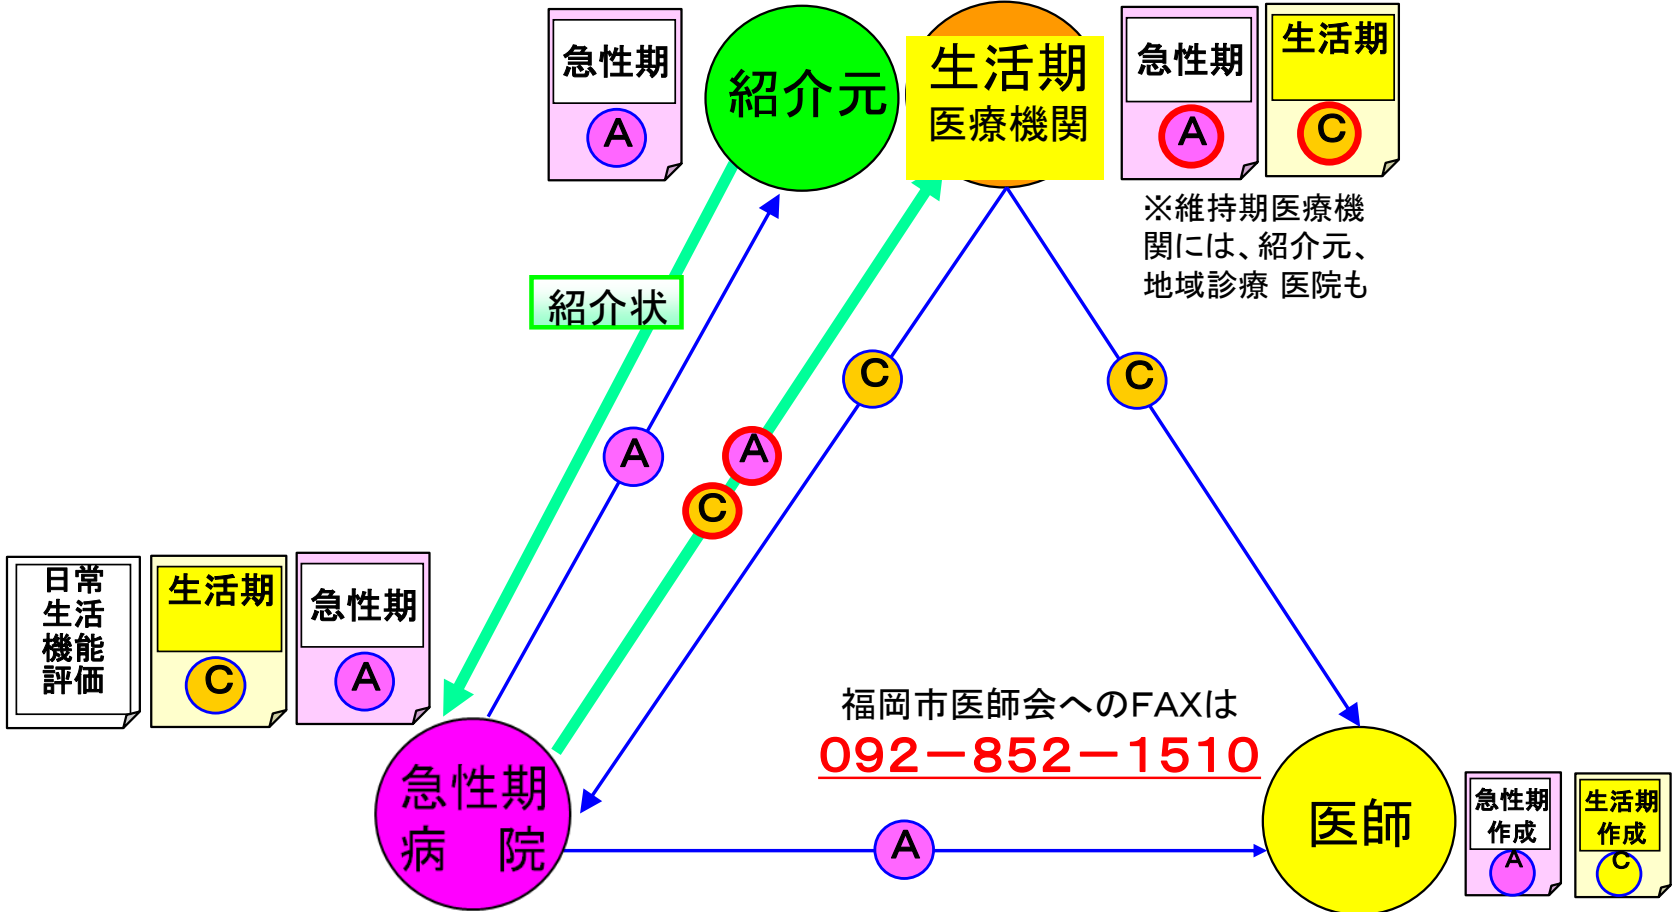 急性期
A
紹介元
生活期
医療機関
急性期
A
生活期
C
※維持期医療機
関には、紹介元、
地域診療 医院も
紹介状
C
C
A
A
C
日常
生活
機能
評価
生活期
C
急性期
A
福岡市医師会へのFAXは
092－852－1510
急性期
病　院
A
医師
急性期
作成
A
生活期
作成
C